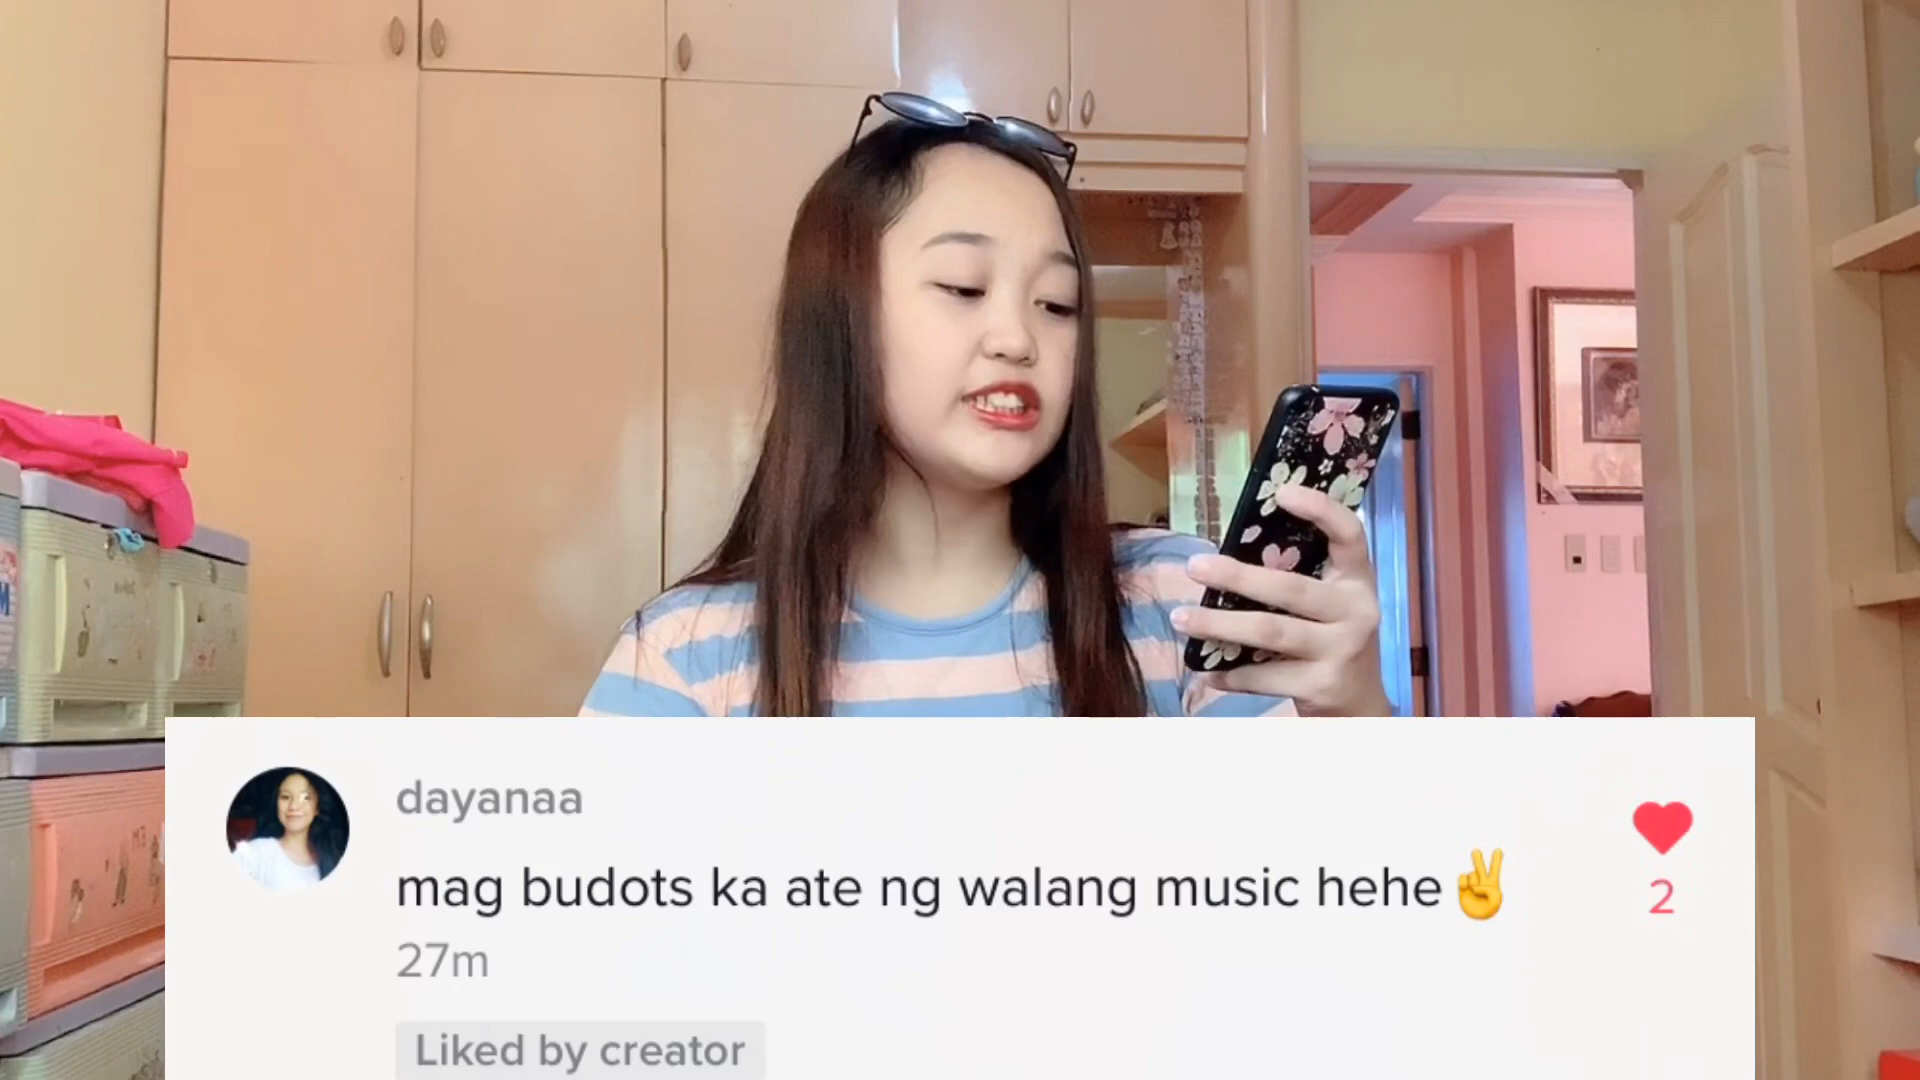 dayanaa
mag budots ka ate ng walang music hehe✌️
2
27m
Liked by creator